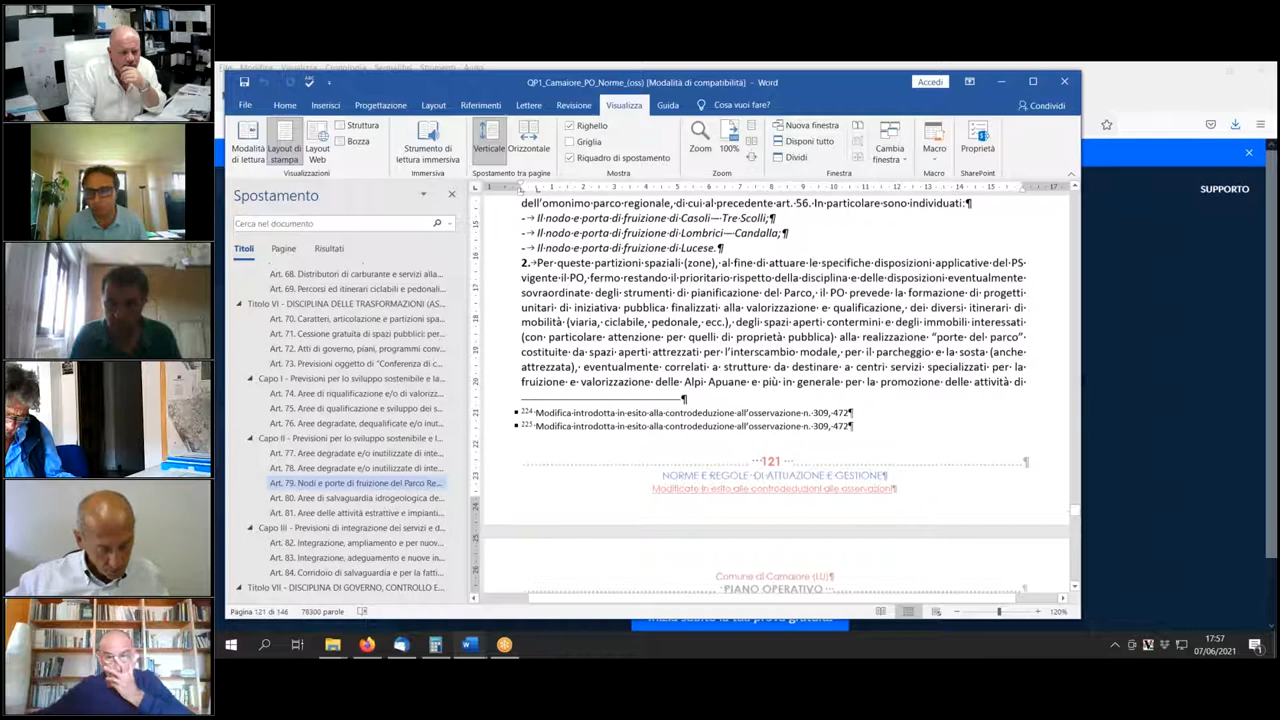 File Modifica Visualizza Cronologia Segnalibri Strumenti Aiuto
QP1_Camaiore_PO_Norme_(oss) [Modalità di compatibilità] - Word
Accedi
File Home Inserisci Progettazione Layout Riferimenti Lettere Revisione Visualizza Guida Cosa vuoi fare?
Condividi
Modalità di lettura
Layout di stampa
Layout Web
Struttura
Bozza
Visualizzazioni
Strumento di lettura immersiva
Immersiva
Verticale
Orizzontale
Spostamento tra pagine
Righello
Griglia
Riquadro di spostamento
Mostra
Zoom
100%
Zoom
Nuova finestra
Disponi tutto
Dividi
Cambia finestra
Finestra
Macro
Macro
Proprietà
SharePoint
SUPPORTO
Spostamento
Cerca nel documento
Titoli Pagine Risultati
Art. 68. Distributori di carburante e servizi alla...
Art. 69. Percorsi ed itinerari ciclabili e pedonali...
Titolo VI – DISCIPLINA DELLE TRASFORMAZIONI (AS...
Art. 70. Caratteri, articolazione e partizioni spa...
Art. 71. Cessione gratuita di spazi pubblici: per...
Art. 72. Atti di governo, piani, programmi conv...
Art. 73. Previsioni oggetto di "Conferenza di c...
Capo I - Previsioni per lo sviluppo sostenibile e la...
Art. 74. Aree di riqualificazione e/o di valorizz...
Art. 75. Aree di qualificazione e sviluppo dei s...
Art. 76. Aree degradate, dequalificate e/o inut...
Capo II - Previsioni per lo sviluppo sostenibile e l...
Art. 77. Aree degradate e/o inutilizzate di inte...
Art. 78. Aree degradate e/o inutilizzate di inte...
Art. 79. Nodi e porte di fruizione del Parco Re...
Art. 80. Aree di salvaguardia idrogeologica de...
Art. 81. Aree delle attività estrattive e impianti...
Capo III - Previsioni di integrazione dei servizi e d...
Art. 82. Integrazione, ampliamento e per nuov...
Art. 83. Integrazione, adeguamento e nuove in...
Art. 84. Corridoio di salvaguardia e per la fatti...
Titolo VII – DISCIPLINA DI GOVERNO, CONTROLLO E...
dell'omonimo parco regionale, di cui al precedente art. 56. In particolare sono individuati:¶
-→ Il nodo e porta di fruizione di Casoli – Tre Scolli;¶
-→ Il nodo e porta di fruizione di Lombrici – Candalla;¶
-→ Il nodo e porta di fruizione di Lucese.¶
2.→Per queste partizioni spaziali (zone), al fine di attuare le specifiche disposizioni applicative del PS
vigente il PO, fermo restando il prioritario rispetto della disciplina e delle disposizioni eventualmente
sovraordinate degli strumenti di pianificazione del Parco, il PO prevede la formazione di progetti
unitari di iniziativa pubblica finalizzati alla valorizzazione e qualificazione, dei diversi itinerari di
mobilità (viaria, ciclabile, pedonale, ecc.), degli spazi aperti contermini e degli immobili interessati
(con particolare attenzione per quelli di proprietà pubblica) alla realizzazione "porte del parco"
costituite da spazi aperti attrezzati per l'interscambio modale, per il parcheggio e la sosta (anche
attrezzata), eventualmente correlati a strutture da destinare a centri servizi specializzati per la
fruizione e valorizzazione delle Alpi Apuane e più in generale per la promozione delle attività di
¶
224 Modifica introdotta in esito alla controdeduzione all'osservazione n. 309, 472¶
225 Modifica introdotta in esito alla controdeduzione all'osservazione n. 309, 472¶
121
NORME E REGOLE DI ATTUAZIONE E GESTIONE¶
Modificate in esito alle controdeduzioni alle osservazioni¶
Comune di Camaiore (LU)¶
PIANO OPERATIVO
Pagina 121 di 146 78300 parole
120%
Inizia subito la tua prova gratuita!
17:57
07/06/2021